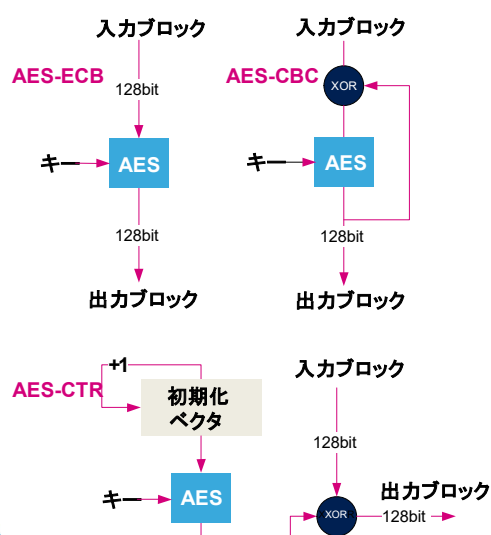 入力ブロック
AES-ECB
128bit
キー
AES
128bit
出力ブロック
入力ブロック
AES-CBC
XOR
キー
AES
128bit
出力ブロック
+1
AES-CTR
初期化
ベクタ
キー
AES
入力ブロック
128bit
XOR
出力ブロック
128bit